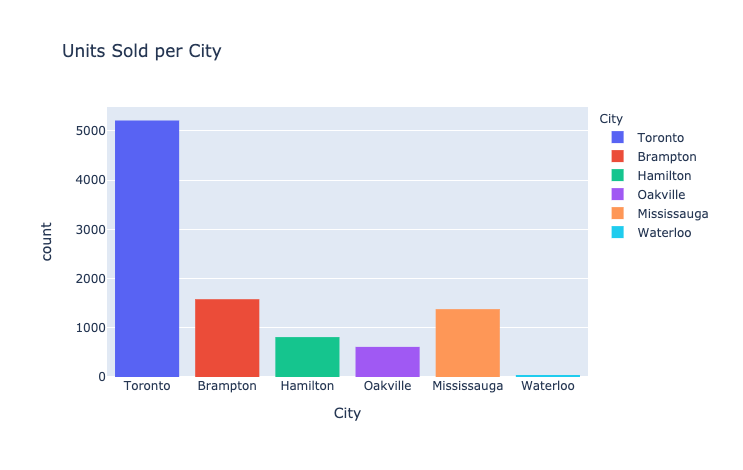 Units Sold per City
5000
4000
3000
2000
1000
0
count
Toronto
Brampton
Hamilton
Oakville
Mississauga
Waterloo
City
City
Toronto
Brampton
Hamilton
Oakville
Mississauga
Waterloo